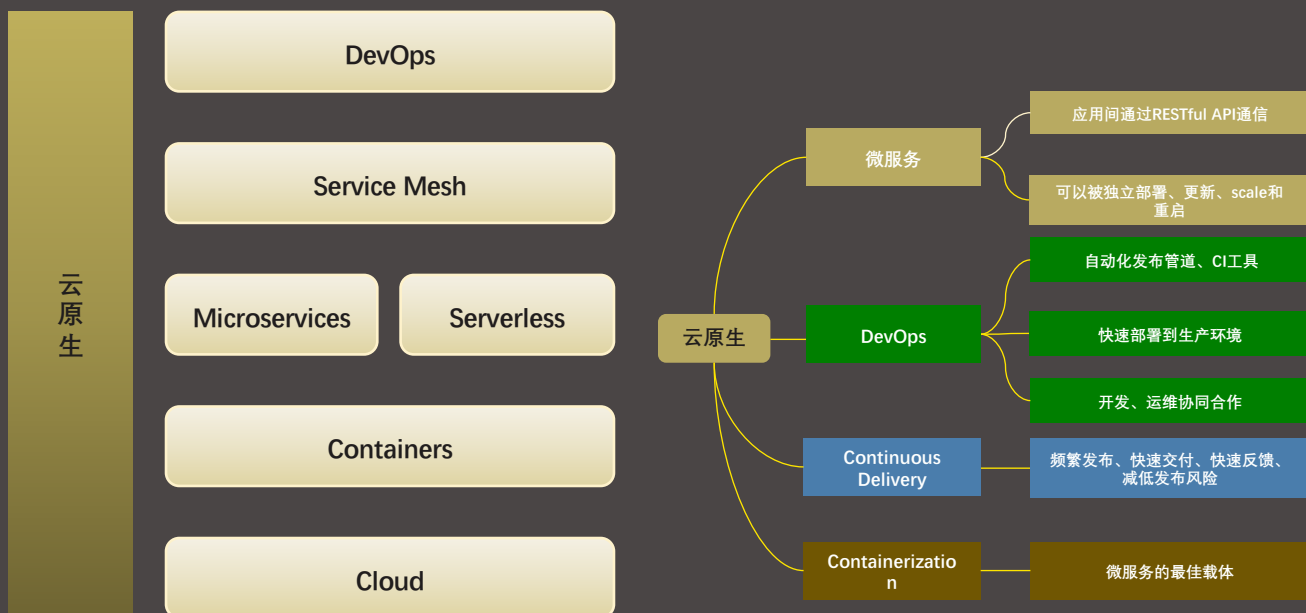 云
原
生
DevOps
Service Mesh
Microservices
Serverless
Containers
Cloud
云原生
微服务
应用间通过RESTful API通信
可以被独立部署、更新、scale和
重启
DevOps
自动化发布管道、CI工具
快速部署到生产环境
开发、运维协同合作
Continuous
Delivery
频繁发布、快速交付、快速反馈、
减低发布风险
Containerizatio
n
微服务的最佳载体